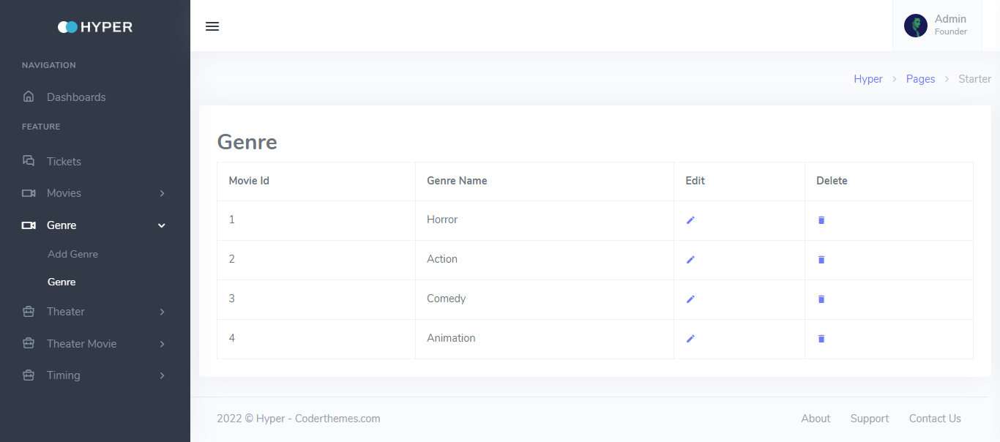 HYPER
NAVIGATION
Dashboards
FEATURE
Tickets
Movies
Genre
Add Genre
Genre
Theater
Theater Movie
Timing
Admin
Founder
Hyper > Pages > Starter
Genre
Movie Id Genre Name Edit Delete
1 Horror
2 Action
3 Comedy
4 Animation
2022 © Hyper - Coderthemes.com
About Support Contact Us